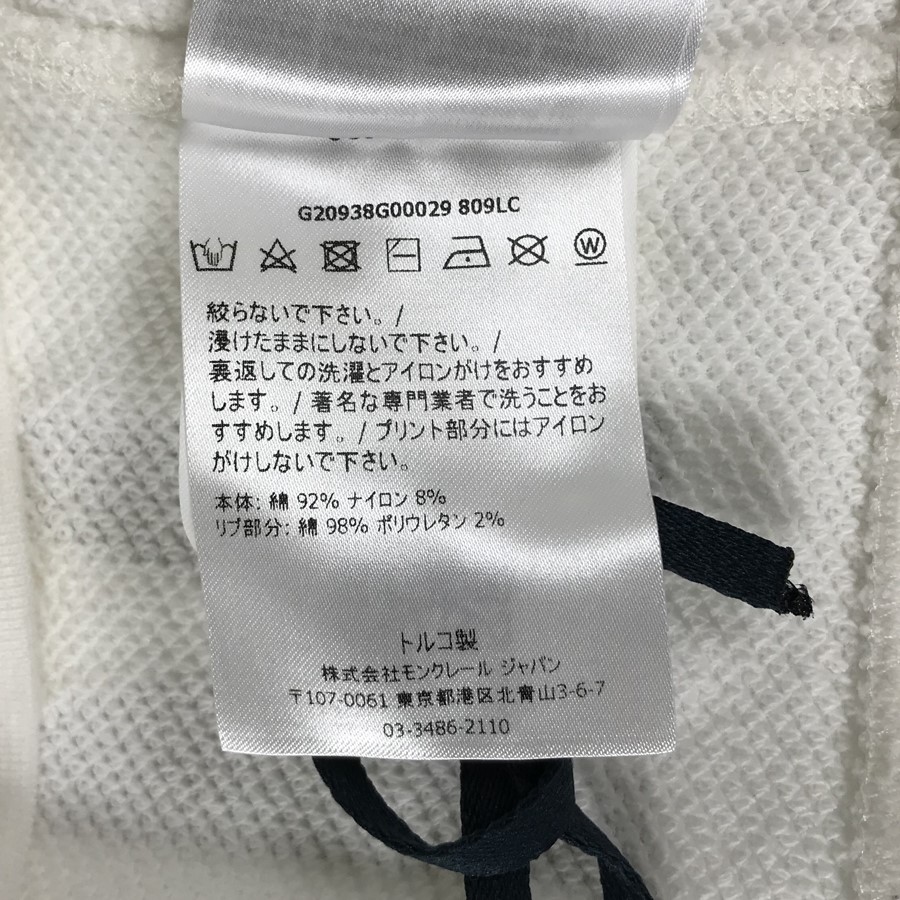 G20938G00029 809LC
W
絞らないで下さい。/
浸けたままにしないで下さい。/
裏返しての洗濯とアイロンがけをおすすめ
します。/ 著名な専門業者で洗うことをお
すすめします。/ プリント部分にはアイロン
がけしないで下さい。
本体: 綿 92% ナイロン 8%
リブ部分: 綿 98% ポリウレタン 2%
トルコ製
株式会社モンクレール ジャパン
〒107-0061 東京都港区北青山3-6-7
03-3486-2110